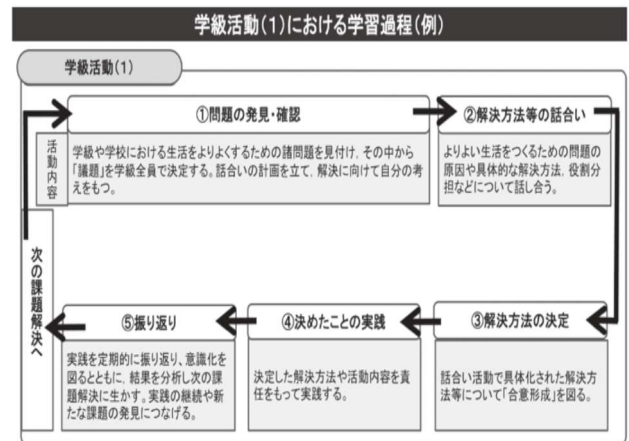 学級活動(1)における学習過程(例)
学級活動(1)
①問題の発見・確認
②解決方法等の話合い
活動内容
学級や学校における生活をよりよくするための諸問題を見付け，その中から
「議題」を学級全員で決定する。話合いの計画を立て，解決に向けて自分の考
えをもつ。
よりよい生活をつくるための問題の
原因や具体的な解決方法，役割分
担などについて話し合う。
次の課題解決へ
⑤振り返り
④決めたことの実践
③解決方法の決定
実践を定期的に振り返り、意識化を
図るとともに，結果を分析し次の課
題解決に生かす。実践の継続や新
たな課題の発見につなげる。
決定した解決方法や活動内容を責
任をもって実践する。
話合い活動で具体化された解決方
法等について「合意形成」を図る。